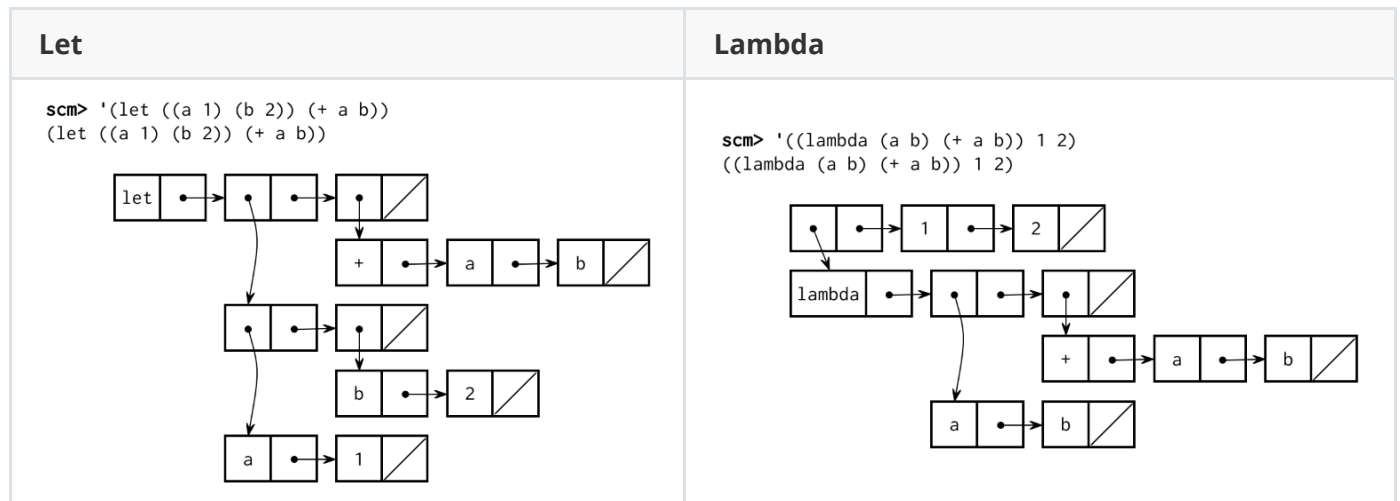 Let
scm> '(let ((a 1) (b 2)) (+ a b))
(let ((a 1) (b 2)) (+ a b))
let
+ a b
b 2
a 1
Lambda
scm> '((lambda (a b) (+ a b)) 1 2)
((lambda (a b) (+ a b)) 1 2)
1 2
lambda
+ a b
a b